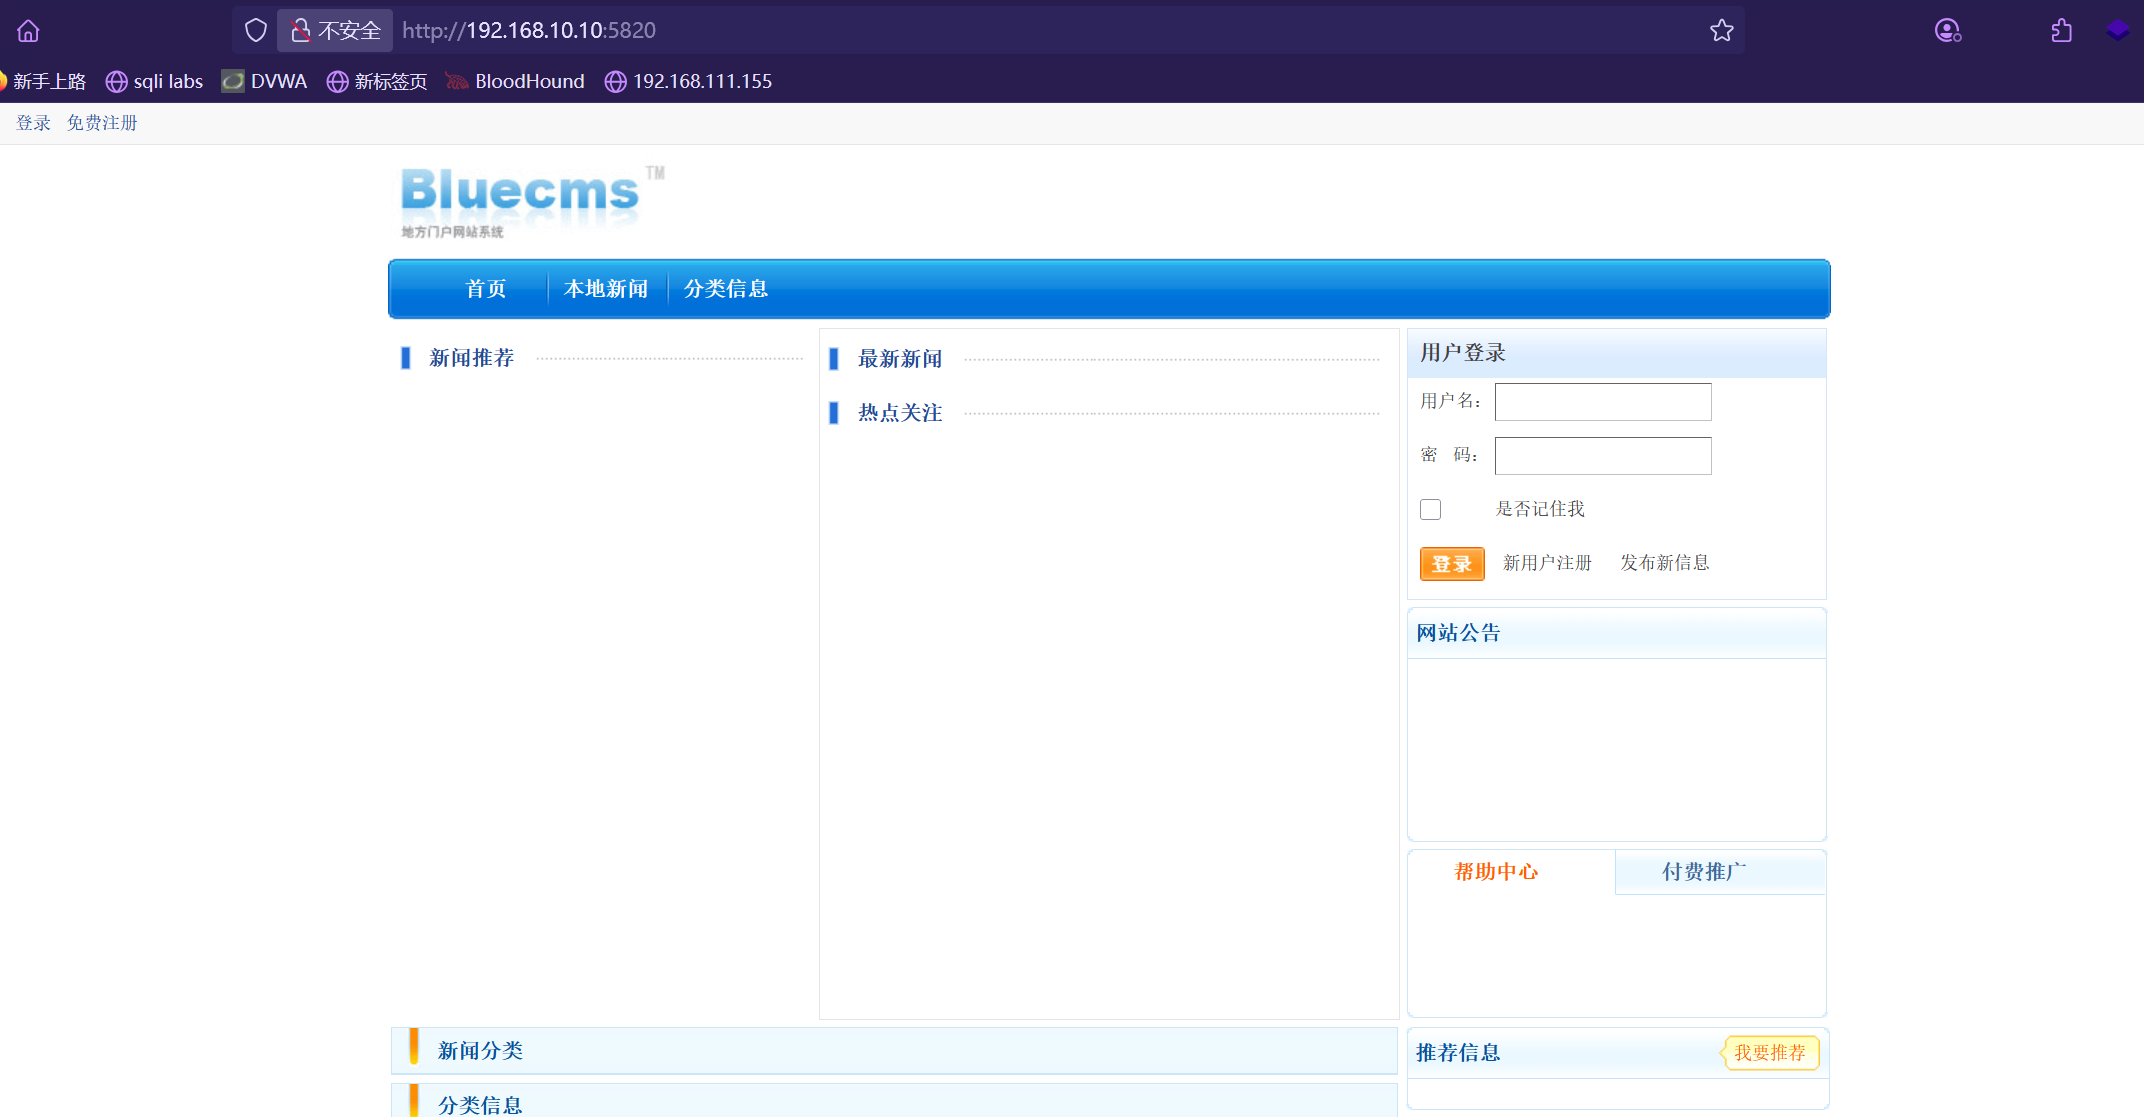 不安全 http://192.168.10.10:5820
新手上路 sqli labs DVWA 新标签页 BloodHound 192.168.111.155
登录 免费注册
Bluecms TM
地方门户网站系统
首页 本地新闻 分类信息
新闻推荐
最新新闻
热点关注
用户登录
用户名：
密 码：
是否记住我
登录 新用户注册 发布新信息
网站公告
帮助中心 付费推广
新闻分类
推荐信息 我要推荐
分类信息